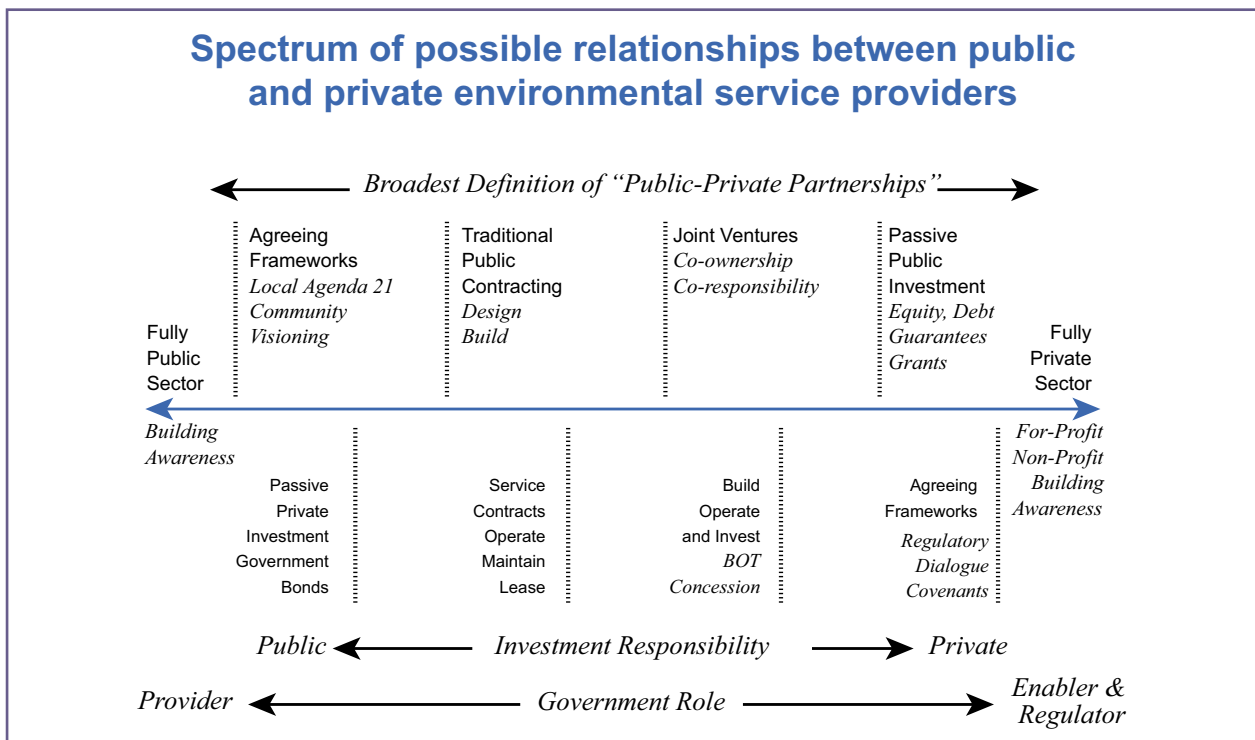 Spectrum of possible relationships between public
and private environmental service providers
Broadest Definition of “Public-Private Partnerships”
Fully
Public
Sector
Agreeing
Frameworks
Local Agenda 21
Community
Visioning
Traditional
Public
Contracting
Design
Build
Joint Ventures
Co-ownership
Co-responsibility
Passive
Public
Investment
Equity, Debt
Guarantees
Grants
Fully
Private
Sector
Building
Awareness
Passive
Private
Investment
Government
Bonds
Service
Contracts
Operate
Maintain
Lease
Build
Operate
and Invest
BOT
Concession
Agreeing
Frameworks
Regulatory
Dialogue
Covenants
For-Profit
Non-Profit
Building
Awareness
Public Investment Responsibility Private
Provider Government Role Enabler &
Regulator